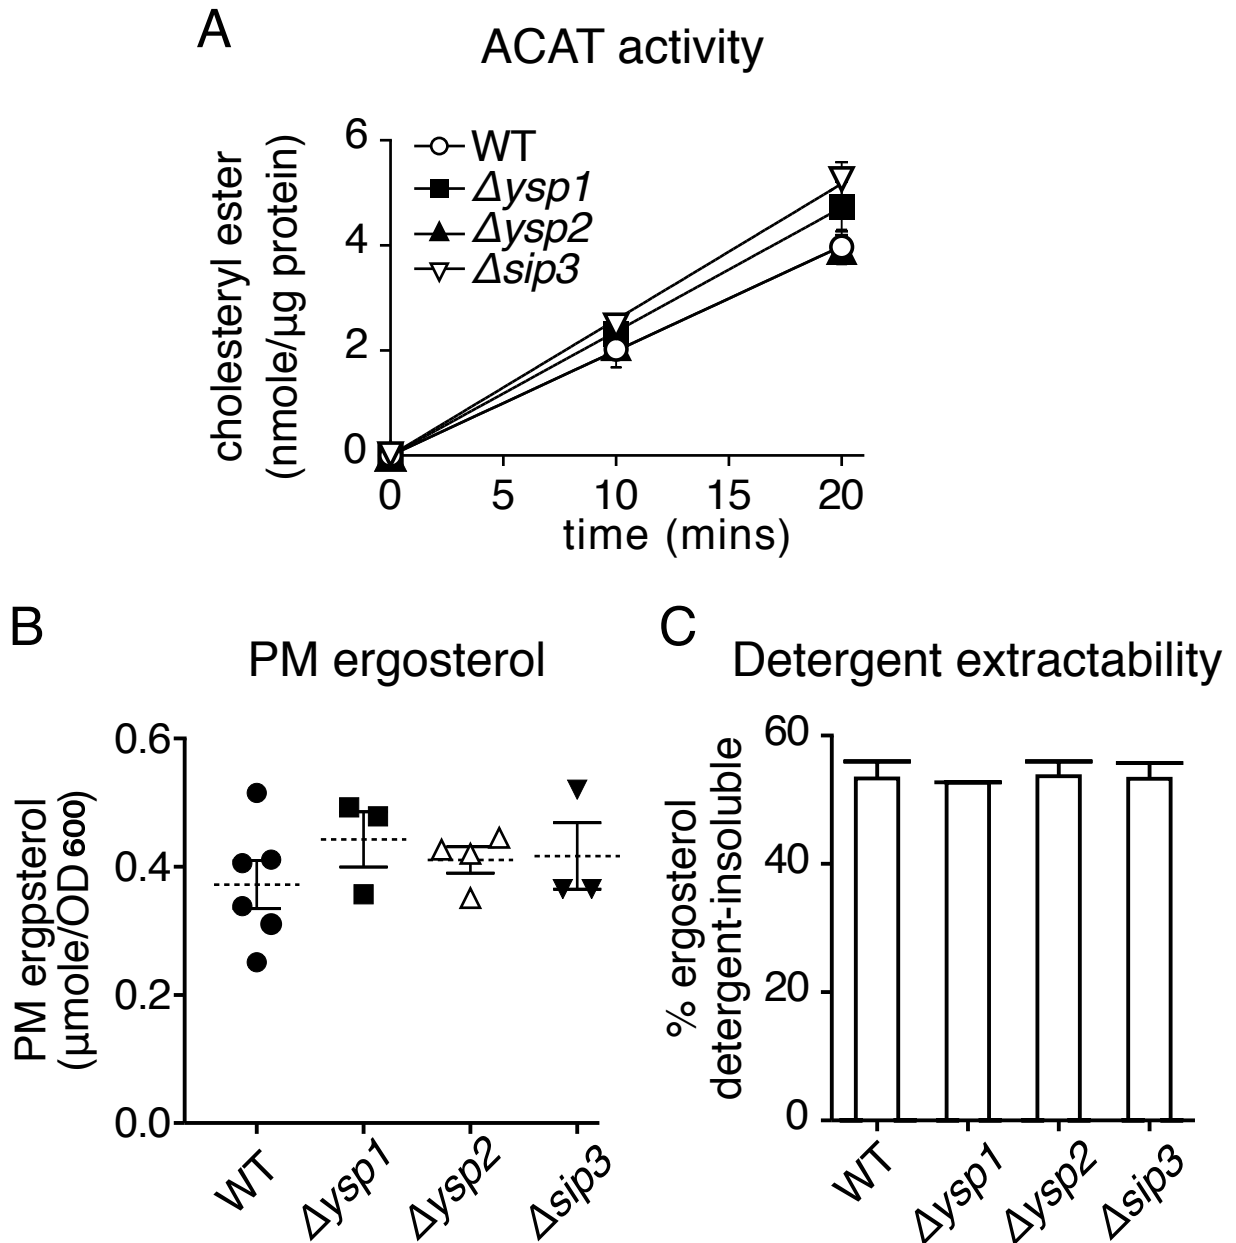 A
ACAT activity
cholesteryl ester
(nmole/µg protein)
6
4
2
0
WT
Δysp1
Δysp2
Δsip3
0 5 10 15 20
time (mins)
B
PM ergosterol
PM ergpsterol
(µmole/OD 600)
0.6
0.4
0.2
0.0
WT Δysp1 Δysp2 Δsip3
C
Detergent extractability
% ergosterol
detergent-insoluble
60
40
20
0
WT Δysp1 Δysp2 Δsip3